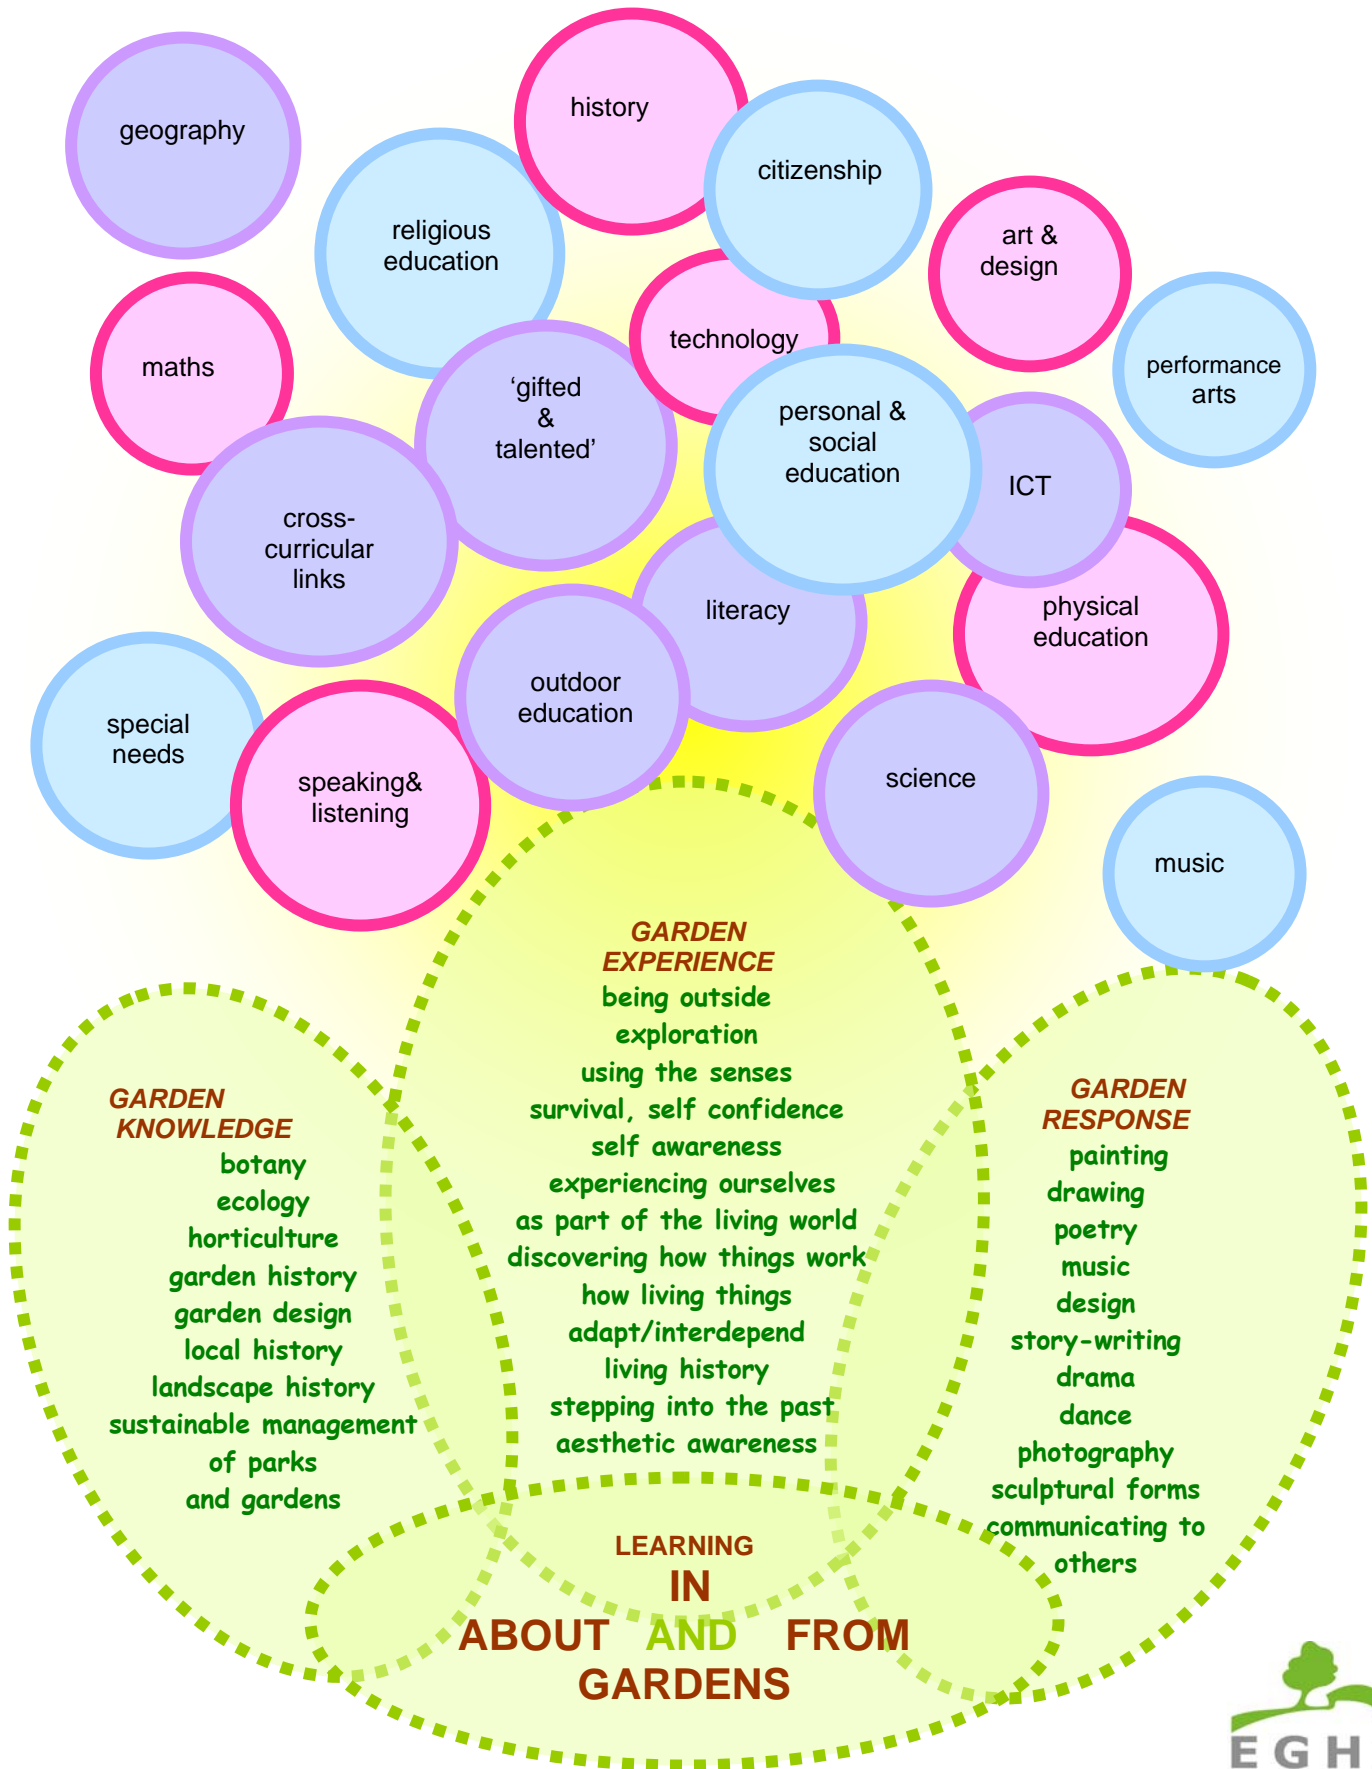 geography
history
citizenship
religious
education
art &
design
maths
technology
performance
arts
‘gifted
&
talented’
personal &
social
education
ICT
cross-
curricular
links
literacy
physical
education
special
needs
outdoor
education
speaking&
listening
science
music
GARDEN
KNOWLEDGE
botany
ecology
horticulture
garden history
garden design
local history
landscape history
sustainable management
of parks
and gardens
GARDEN
EXPERIENCE
being outside
exploration
using the senses
survival, self confidence
self awareness
experiencing ourselves
as part of the living world
discovering how things work
how living things
adapt/interdepend
living history
stepping into the past
aesthetic awareness
GARDEN
RESPONSE
painting
drawing
poetry
music
design
story-writing
drama
dance
photography
sculptural forms
communicating to
others
LEARNING
IN
ABOUT AND FROM
GARDENS
EGH